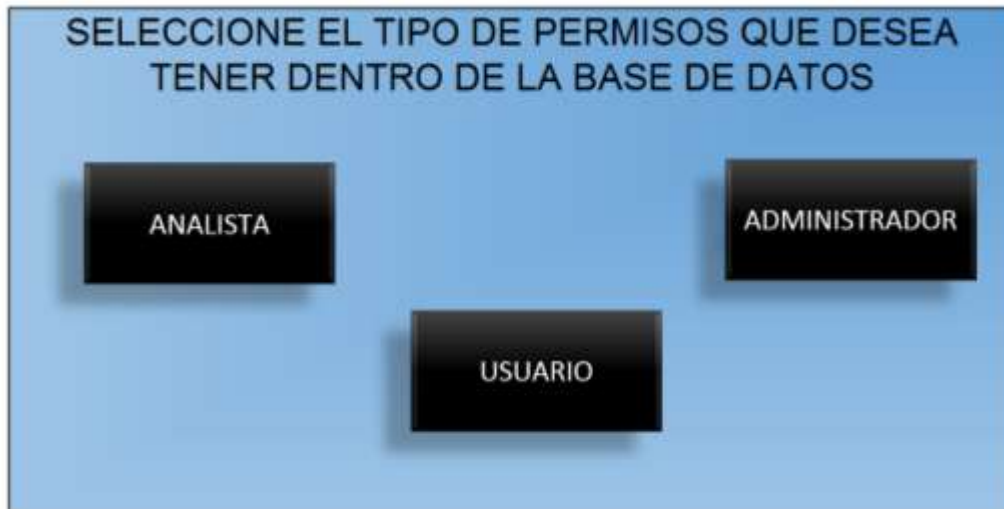 SELECCIONE EL TIPO DE PERMISOS QUE DESEA
TENER DENTRO DE LA BASE DE DATOS
ANALISTA
ADMINISTRADOR
USUARIO